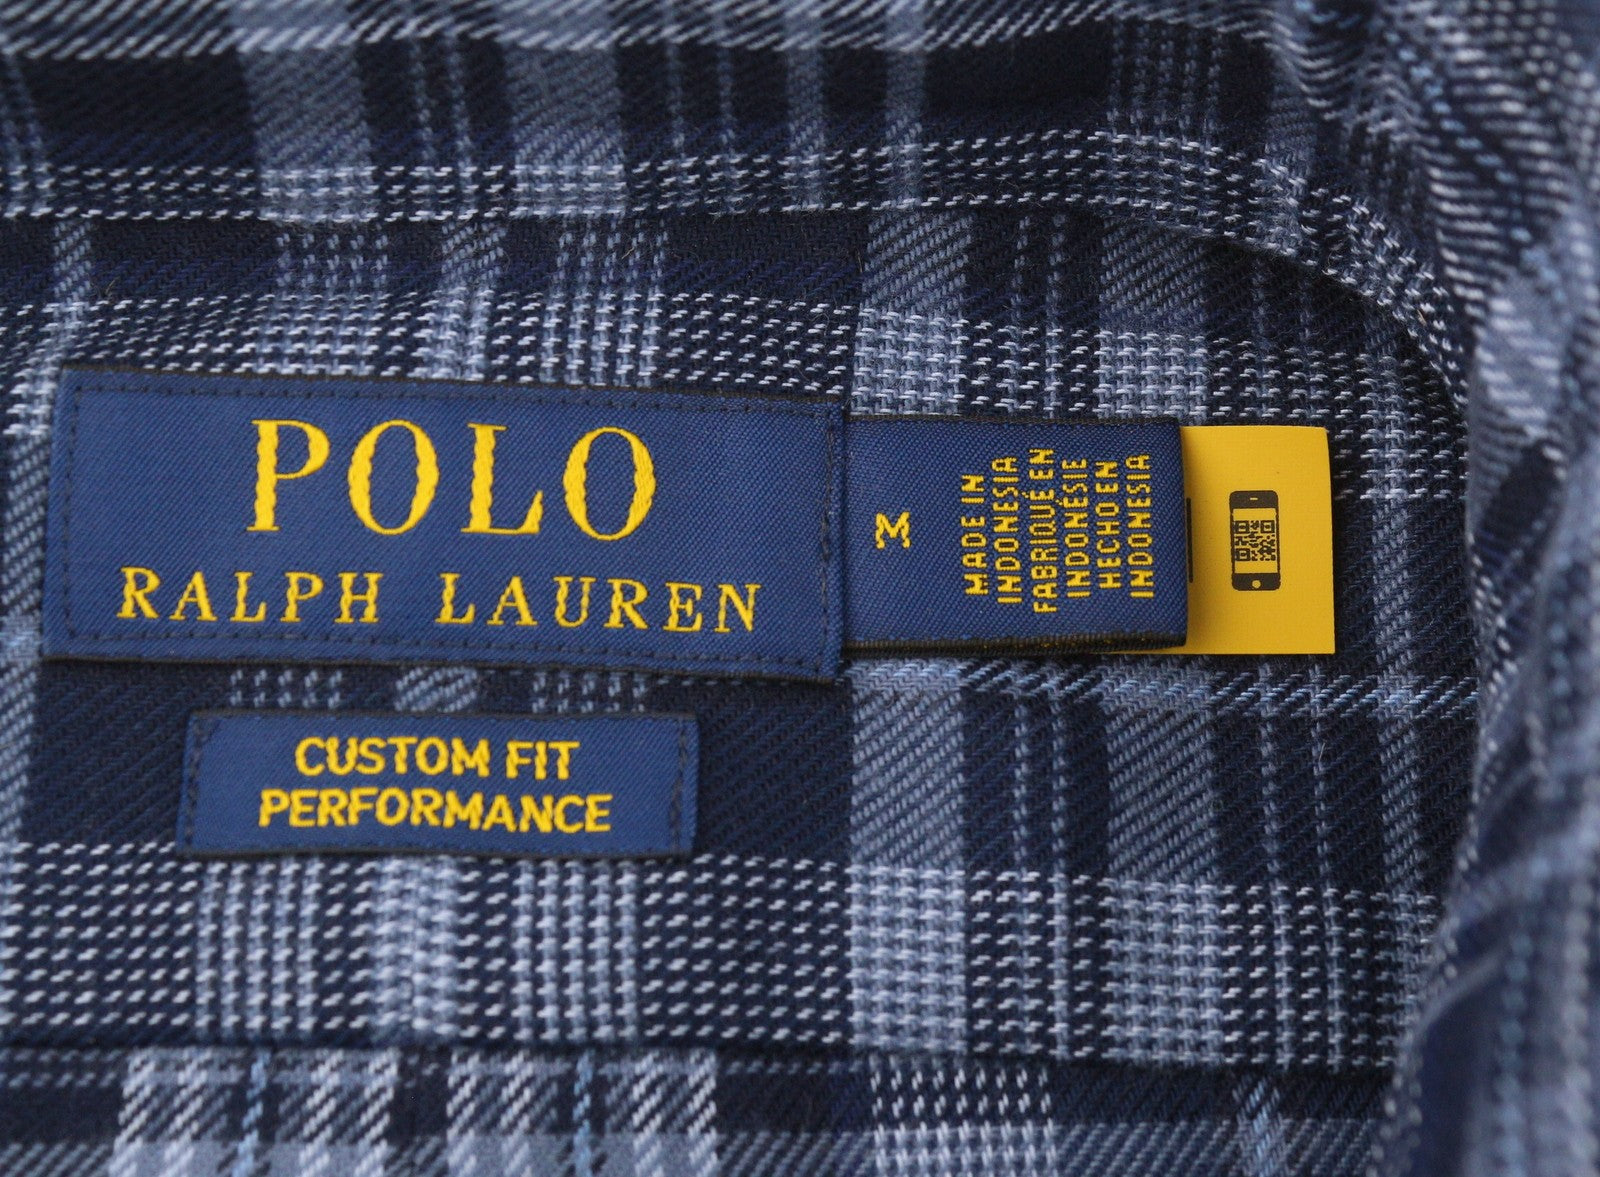 POLO
RALPH LAUREN
M
MADE IN
INDONESIA
FABRIQUÉ EN
INDONÉSIE
HECHO EN
INDONESIA
CUSTOM FIT
PERFORMANCE